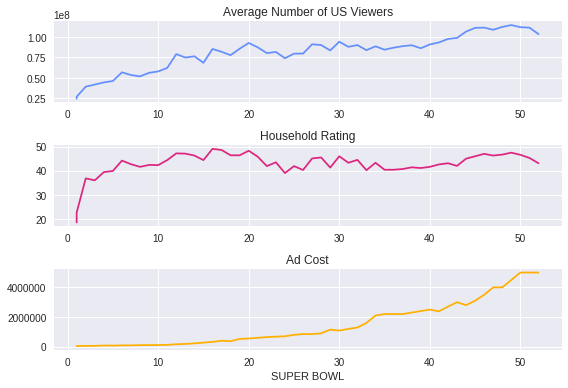 Average Number of US Viewers
1e8
1.00
0.75
0.50
0.25
0 10 20 30 40 50
Household Rating
50
40
30
20
0 10 20 30 40 50
Ad Cost
4000000
2000000
0
0 10 20 30 40 50
SUPER BOWL